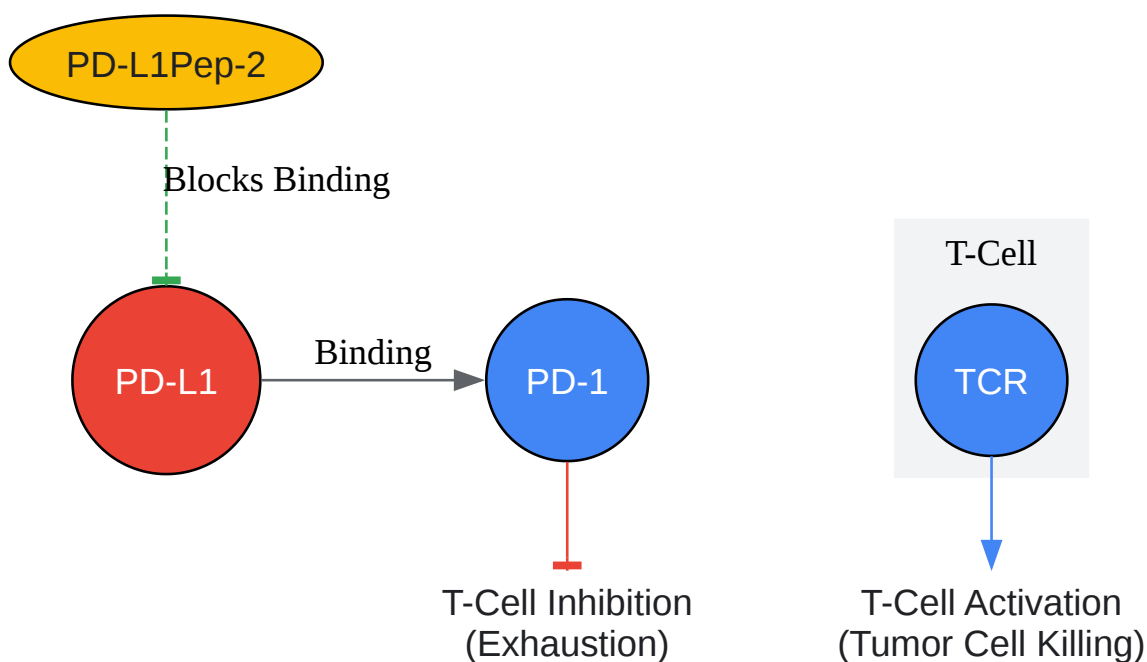 PD-L1Pep-2
Blocks Binding
T-Cell
PD-L1
Binding
PD-1
TCR
T-Cell Inhibition
(Exhaustion)
T-Cell Activation
(Tumor Cell Killing)